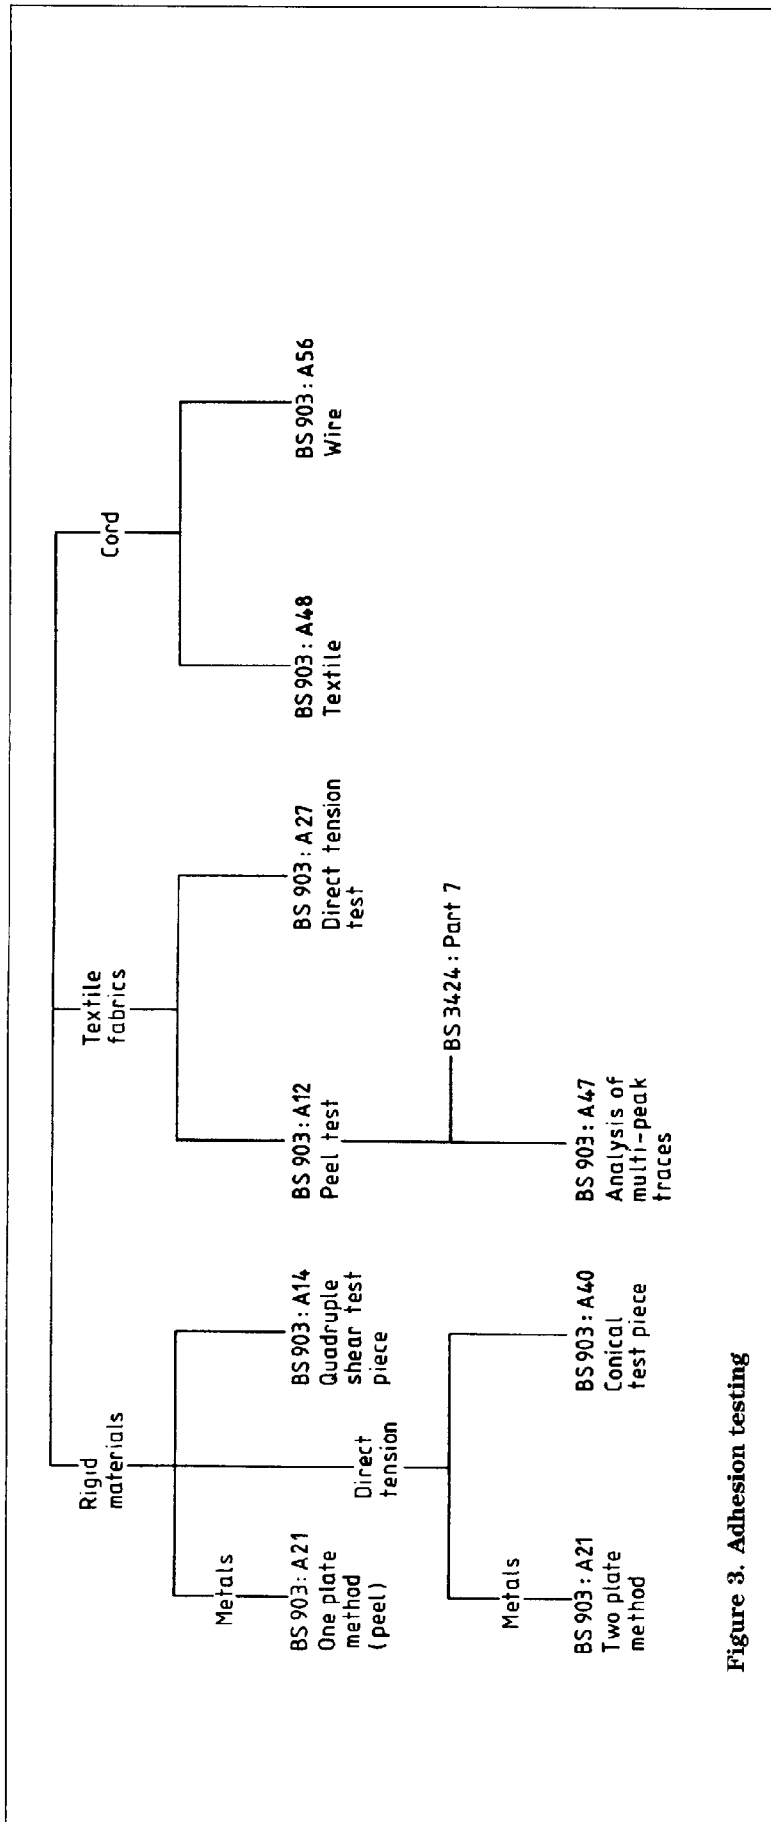 Rigid
materials
Textile
fabrics
Cord
Metals
BS 903: A21
One plate
method
(peel)
BS 903: A14
Quadruple
shear test
piece
BS 903: A12
Peel test
BS 903: A27
Direct tension
test
BS 903: A48
Textile
BS 903: A56
Wire
Direct
tension
BS 3424: Part 7
Metals
BS 903: A21
Two plate
method
BS 903: A40
Conical
test piece
BS 903: A47
Analysis of
multi-peak
traces
Figure 3. Adhesion testing